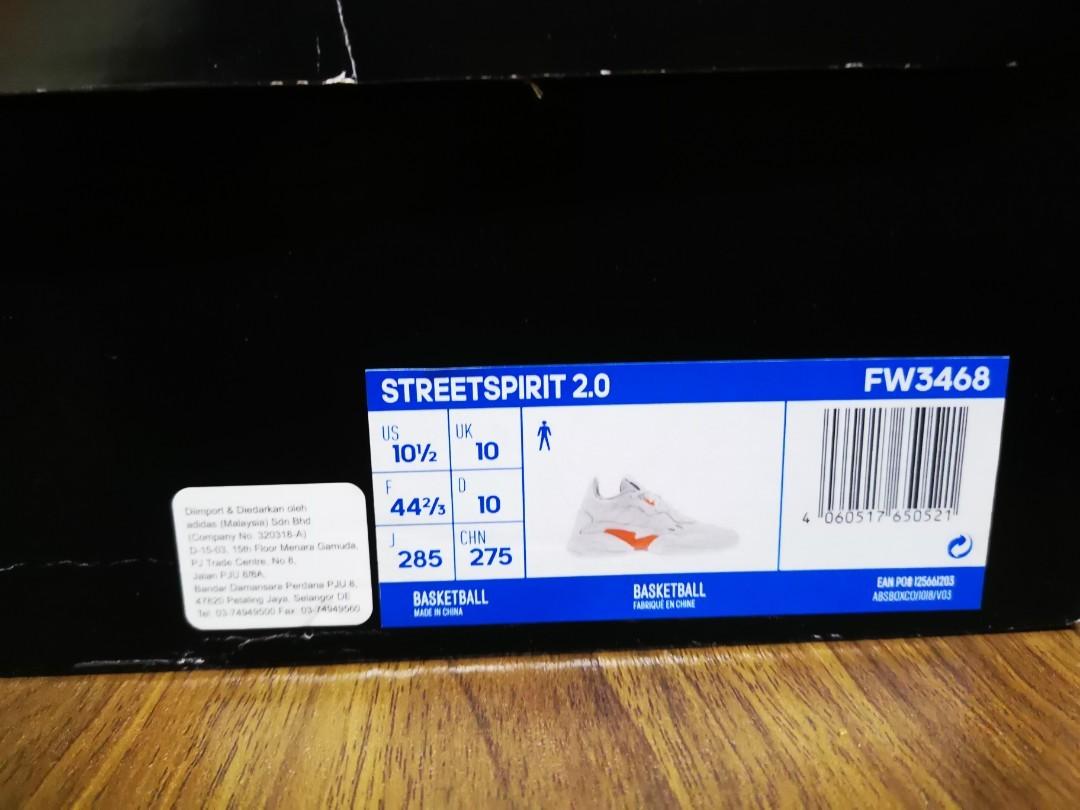 STREETSPIRIT 2.0
FW3468
US
10½
UK
10
F
44⅔
D
10
J
285
CHN
275
4 060517 650521
BASKETBALL
MADE IN CHINA
BASKETBALL
FABRIQUÉ EN CHINE
EAN PO# 0125661203
ABSBOXCO/1018/V03
Diimport & Diedarkan oleh
adidas (Malaysia) Sdn Bhd
(Company No. 320318-A)
D-15-03, 15th Floor Menara Gamuda,
PJ Trade Centre, No.8,
Jalan PJU 8/8A,
Bandar Damansara Perdana PJU 8,
47820 Petaling Jaya, Selangor DE
Tel: 03-74949500 Fax: 03-74949560